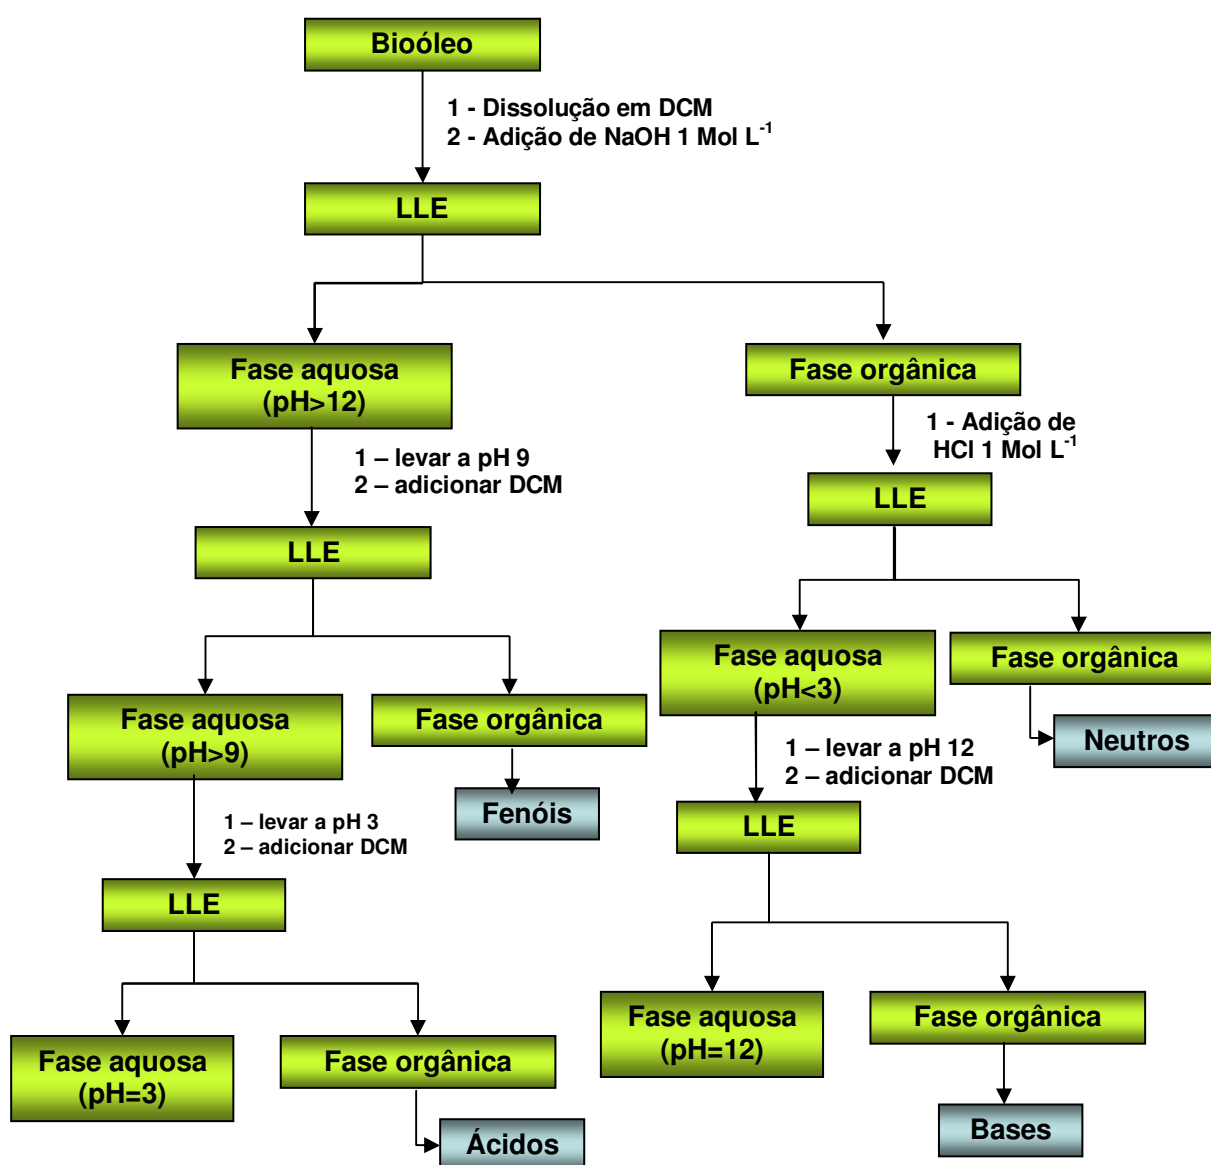 Bioóleo
1 - Dissolução em DCM
2 - Adição de NaOH 1 Mol L⁻¹
LLE
Fase aquosa
(pH>12)
Fase orgânica
1 – levar a pH 9
2 – adicionar DCM
1 - Adição de
HCl 1 Mol L⁻¹
LLE
LLE
Fase aquosa
(pH>9)
Fase orgânica
Fenóis
Fase aquosa
(pH<3)
Fase orgânica
Neutros
1 – levar a pH 3
2 – adicionar DCM
1 – levar a pH 12
2 – adicionar DCM
LLE
LLE
Fase aquosa
(pH=3)
Fase orgânica
Ácidos
Fase aquosa
(pH=12)
Fase orgânica
Bases